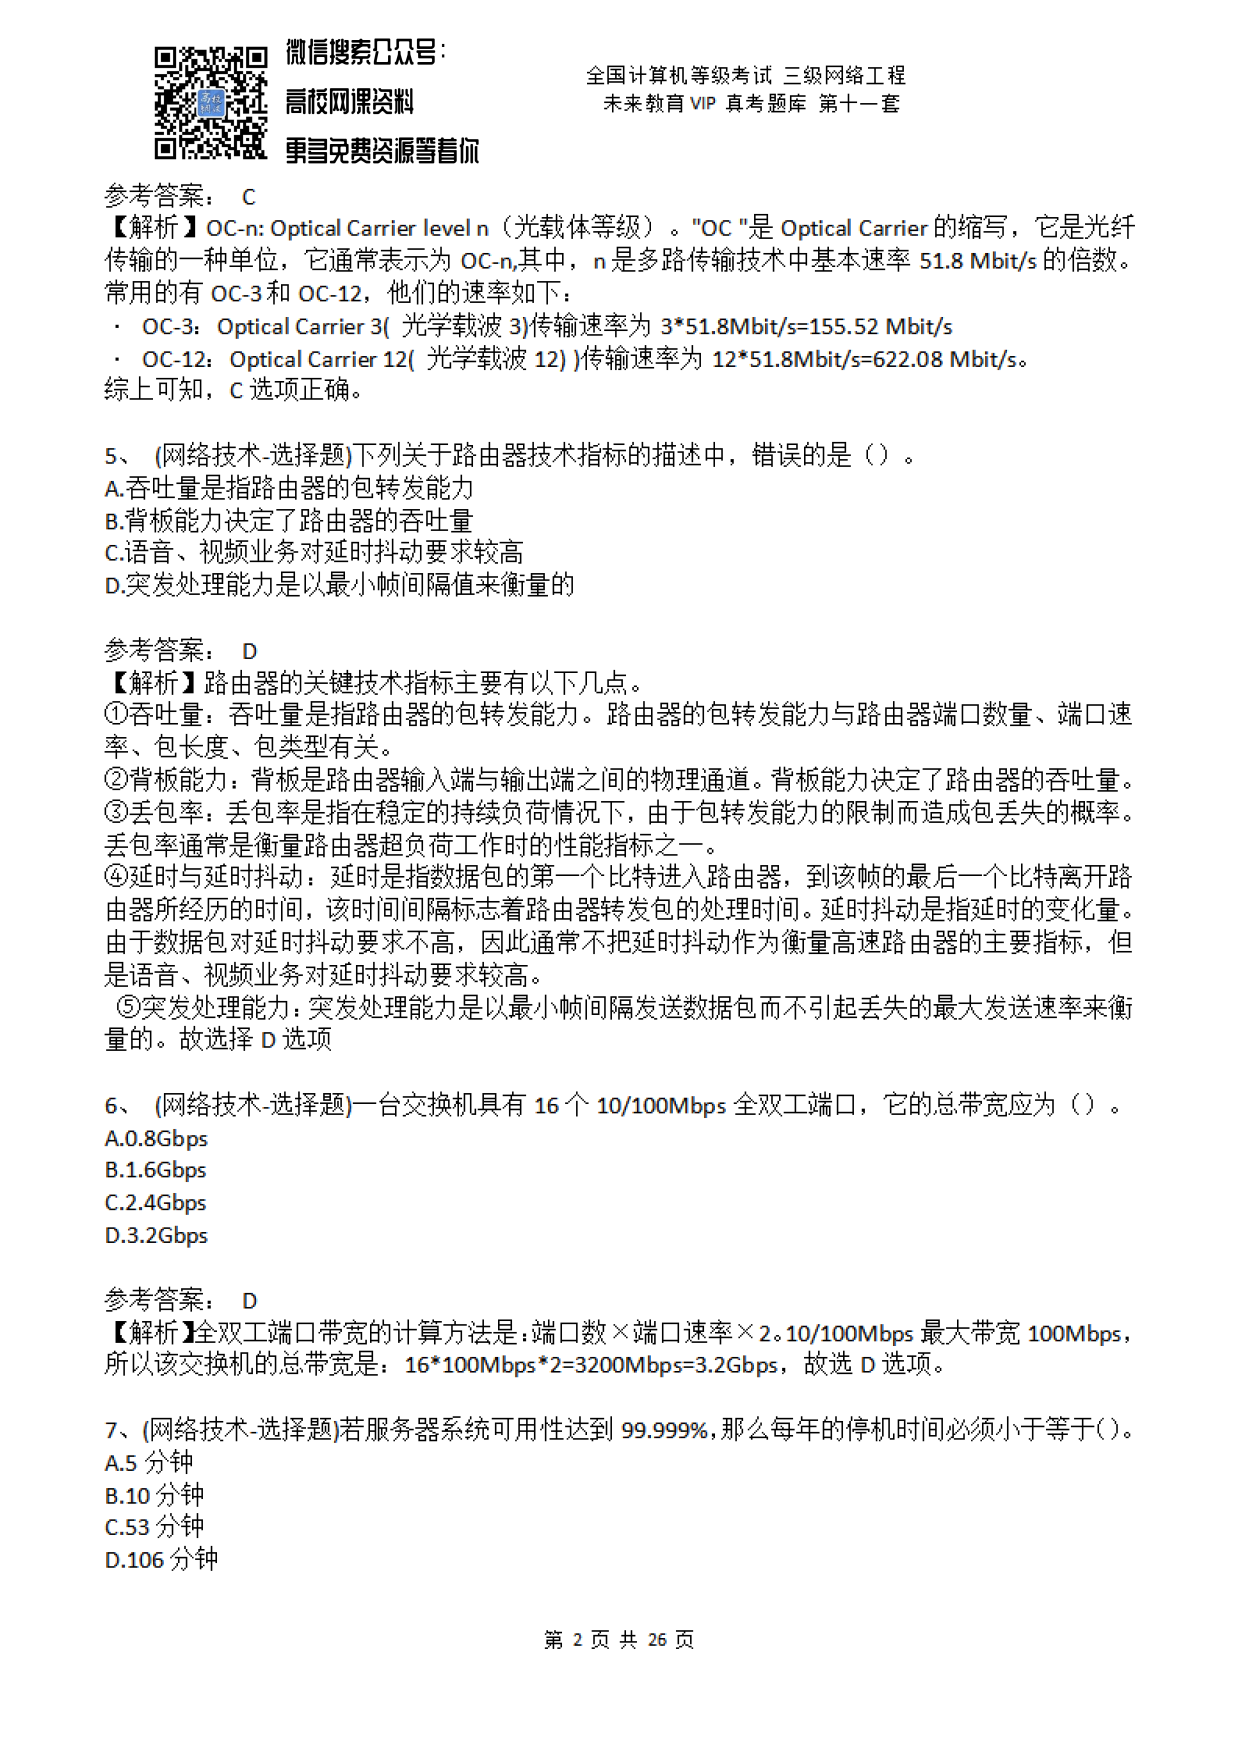 微信搜索公众号：
高校网课资料
更多免费资源等着你
全国计算机等级考试 三级网络工程
未来教育 VIP 真考题库 第十一套
参考答案： C
【解析】OC-n: Optical Carrier level n（光载体等级）。"OC "是 Optical Carrier 的缩写，它是光纤
传输的一种单位，它通常表示为 OC-n,其中，n 是多路传输技术中基本速率 51.8 Mbit/s 的倍数。
常用的有 OC-3 和 OC-12，他们的速率如下：
· OC-3：Optical Carrier 3( 光学载波 3)传输速率为 3*51.8Mbit/s=155.52 Mbit/s
· OC-12：Optical Carrier 12( 光学载波 12) )传输速率为 12*51.8Mbit/s=622.08 Mbit/s。
综上可知，C 选项正确。
5、 (网络技术-选择题)下列关于路由器技术指标的描述中，错误的是（）。
A.吞吐量是指路由器的包转发能力
B.背板能力决定了路由器的吞吐量
C.语音、视频业务对延时抖动要求较高
D.突发处理能力是以最小帧间隔值来衡量的
参考答案： D
【解析】路由器的关键技术指标主要有以下几点。
①吞吐量：吞吐量是指路由器的包转发能力。路由器的包转发能力与路由器端口数量、端口速
率、包长度、包类型有关。
②背板能力：背板是路由器输入端与输出端之间的物理通道。背板能力决定了路由器的吞吐量。
③丢包率：丢包率是指在稳定的持续负荷情况下，由于包转发能力的限制而造成包丢失的概率。
丢包率通常是衡量路由器超负荷工作时的性能指标之一。
④延时与延时抖动：延时是指数据包的第一个比特进入路由器，到该帧的最后一个比特离开路
由器所经历的时间，该时间间隔标志着路由器转发包的处理时间。延时抖动是指延时的变化量。
由于数据包对延时抖动要求不高，因此通常不把延时抖动作为衡量高速路由器的主要指标，但
是语音、视频业务对延时抖动要求较高。
⑤突发处理能力：突发处理能力是以最小帧间隔发送数据包而不引起丢失的最大发送速率来衡
量的。故选择 D 选项
6、 (网络技术-选择题)一台交换机具有 16 个 10/100Mbps 全双工端口，它的总带宽应为（）。
A.0.8Gbps
B.1.6Gbps
C.2.4Gbps
D.3.2Gbps
参考答案： D
【解析】全双工端口带宽的计算方法是：端口数×端口速率×2。10/100Mbps 最大带宽 100Mbps，
所以该交换机的总带宽是：16*100Mbps*2=3200Mbps=3.2Gbps，故选 D 选项。
7、(网络技术-选择题)若服务器系统可用性达到 99.999%，那么每年的停机时间必须小于等于（）。
A.5 分钟
B.10 分钟
C.53 分钟
D.106 分钟
第 2 页 共 26 页